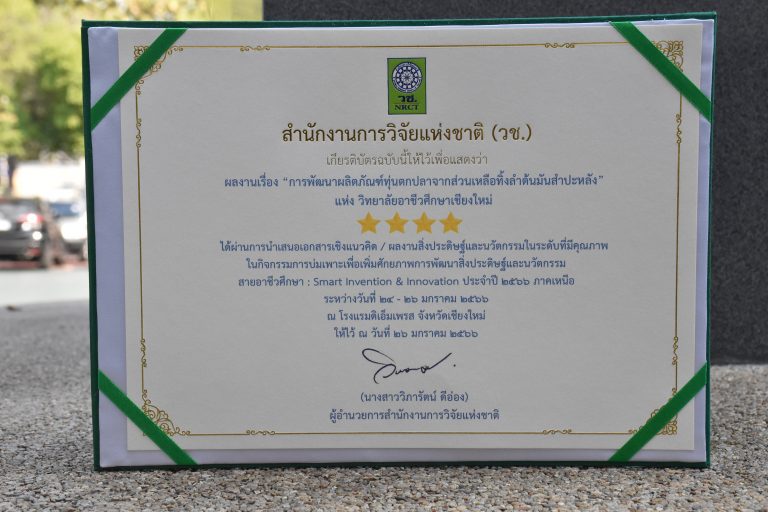 วช.
NRCT
สำนักงานการวิจัยแห่งชาติ (วช.)
เกียรติบัตรฉบับนี้ให้ไว้เพื่อแสดงว่า
ผลงานเรื่อง “การพัฒนาผลิตภัณฑ์ทุ่นตกปลาจากส่วนเหลือทิ้งลำต้นมันสำปะหลัง”
แห่ง วิทยาลัยอาชีวศึกษาเชียงใหม่
ได้ผ่านการนำเสนอเอกสารเชิงแนวคิด / ผลงานสิ่งประดิษฐ์และนวัตกรรมในระดับที่มีคุณภาพ
ในกิจกรรมการบ่มเพาะเพื่อเพิ่มศักยภาพการพัฒนาสิ่งประดิษฐ์และนวัตกรรม
สายอาชีวศึกษา : Smart Invention & Innovation ประจำปี ๒๕๖๖ ภาคเหนือ
ระหว่างวันที่ ๒๔ - ๒๖ มกราคม ๒๕๖๖
ณ โรงแรมดิเอ็มเพรส จังหวัดเชียงใหม่
ให้ไว้ ณ วันที่ ๒๖ มกราคม ๒๕๖๖
(นางสาววิภารัตน์ ดีอ่อง)
ผู้อำนวยการสำนักงานการวิจัยแห่งชาติ